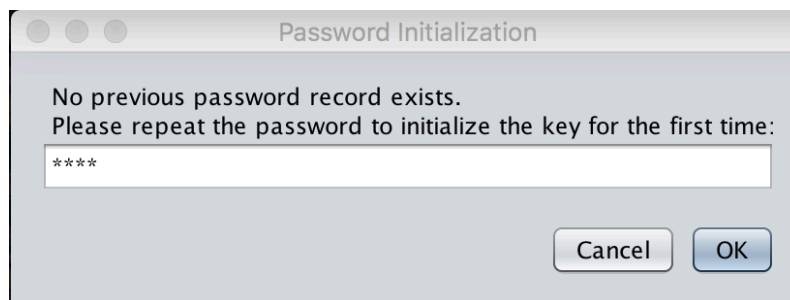 Password Initialization
No previous password record exists.
Please repeat the password to initialize the key for the first time:
****
Cancel
OK